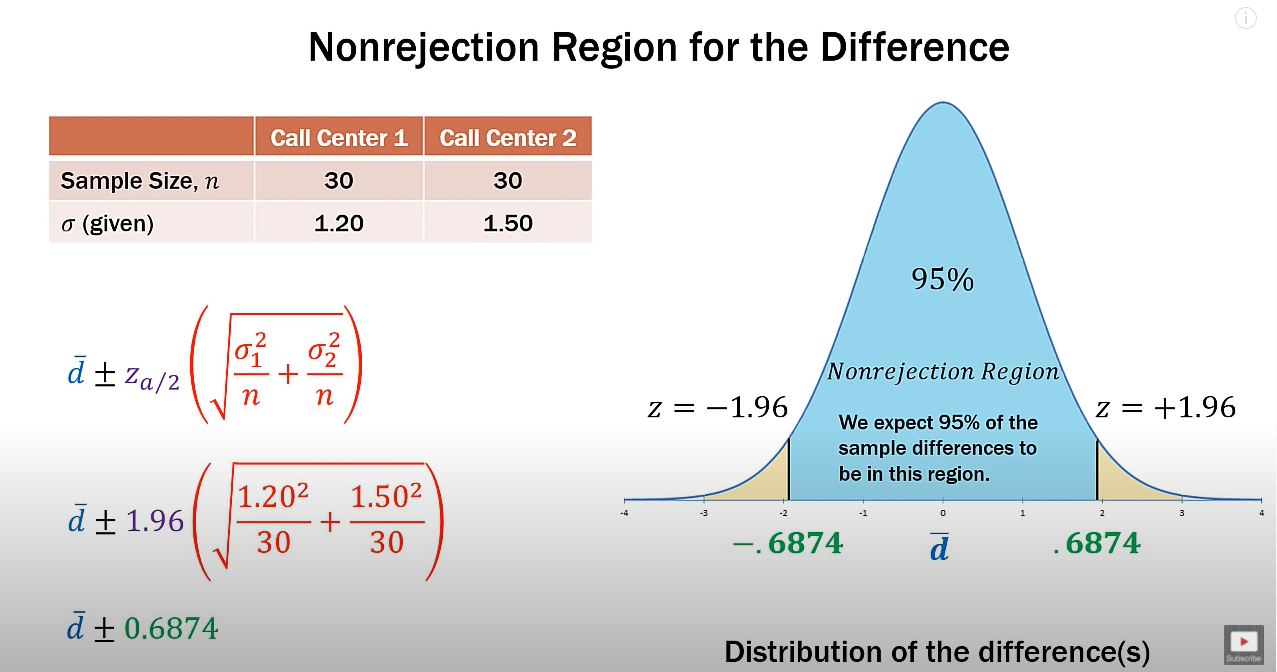 Nonrejection Region for the Difference
Call Center 1 Call Center 2
Sample Size, n 30 30
σ (given) 1.20 1.50
d̄ ± z_{a/2} (√(σ₁²/n + σ₂²/n))
d̄ ± 1.96 (√(1.20²/30 + 1.50²/30))
d̄ ± 0.6874
95%
Nonrejection Region
z = −1.96
z = +1.96
We expect 95% of the
sample differences to
be in this region.
-4 -3 -2 -1 0 1 2 3 4
−.6874 d̄ .6874
Distribution of the difference(s)
Subscribe